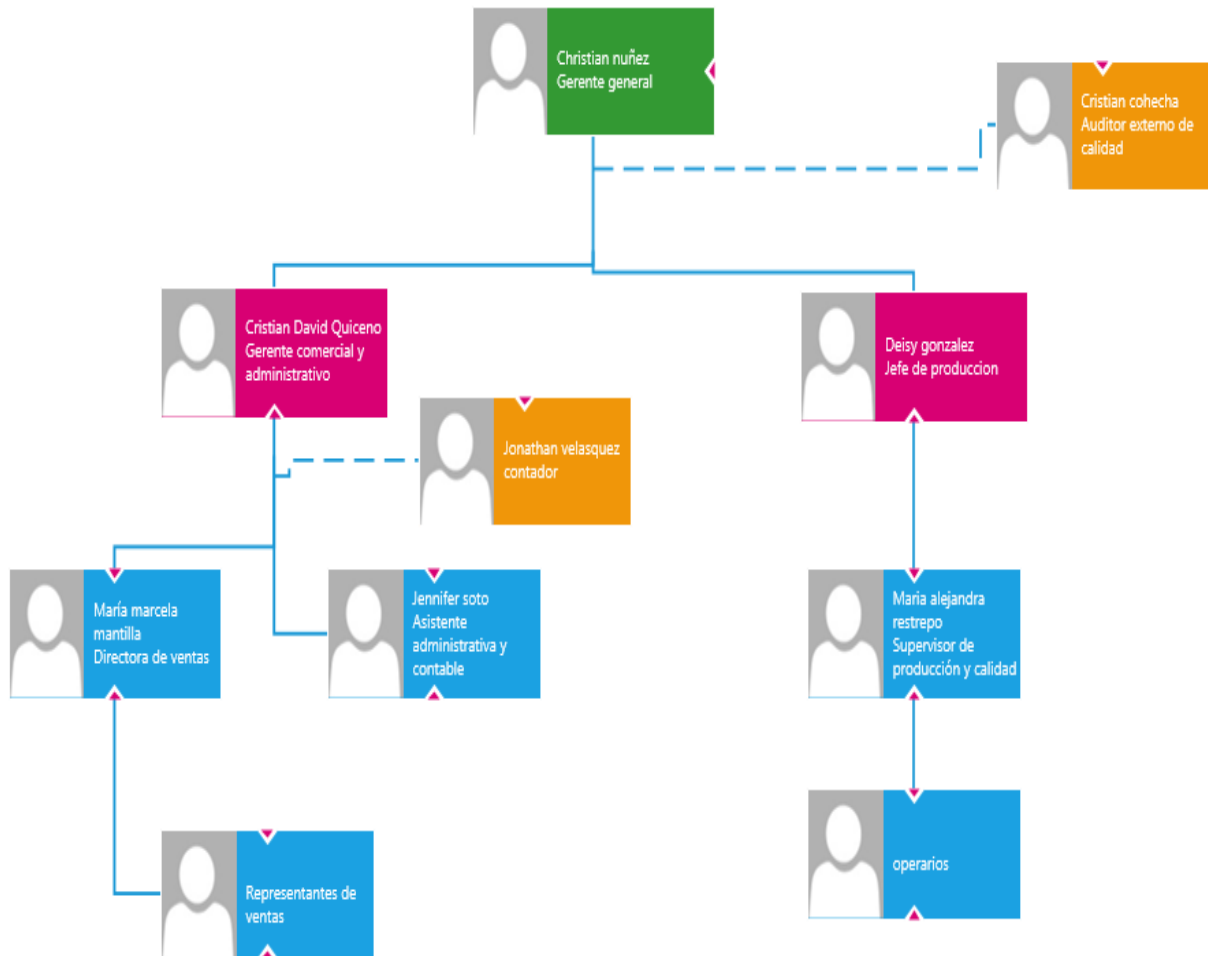 Christian nuñez
Gerente general
Cristian cohecha
Auditor externo de
calidad
Cristian David Quiceno
Gerente comercial y
administrativo
Deisy gonzalez
Jefe de produccion
Jonathan velasquez
contador
María marcela
mantilla
Directora de ventas
Jennifer soto
Asistente
administrativa y
contable
Maria alejandra
restrepo
Supervisor de
producción y calidad
Representantes de
ventas
operarios